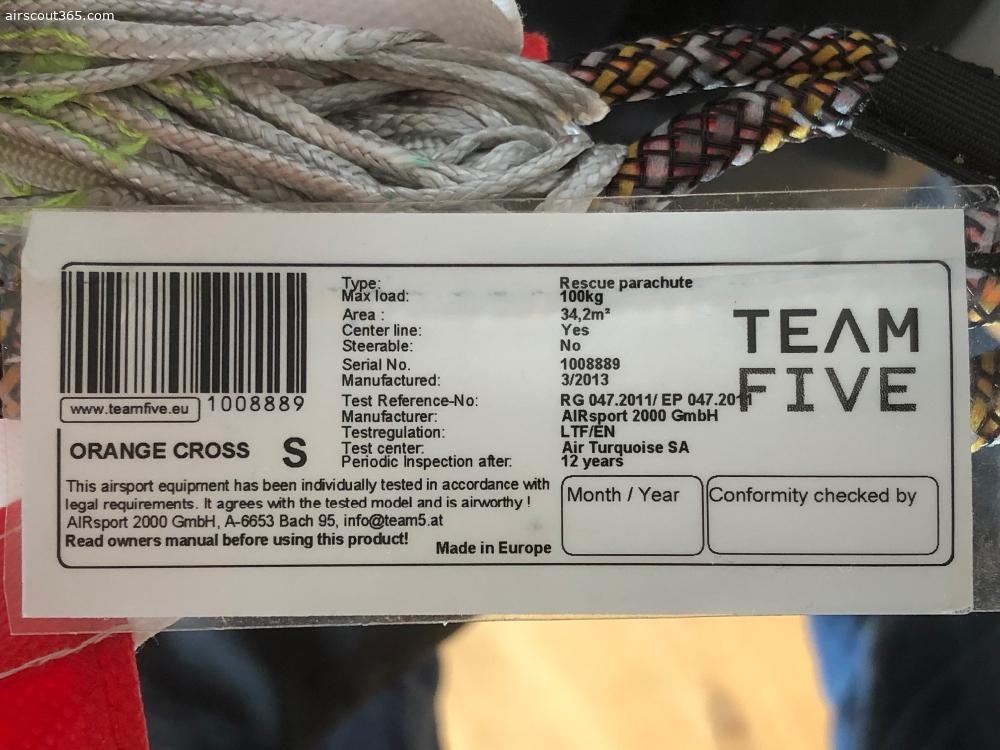 airscout365.com
www.teamfive.eu
1008889
ORANGE CROSS S
Type: Rescue parachute
Max load: 100kg
Area : 34,2m²
Center line: Yes
Steerable: No
Serial No. 1008889
Manufactured: 3/2013
Test Reference-No: RG 047.2011/ EP 047.2011
Manufacturer: AIRsport 2000 GmbH
Testregulation: LTF/EN
Test center: Air Turquoise SA
Periodic Inspection after: 12 years
TEAM
FIVE
This airsport equipment has been individually tested in accordance with
legal requirements. It agrees with the tested model and is airworthy !
AIRsport 2000 GmbH, A-6653 Bach 95, info@team5.at
Read owners manual before using this product!
Made in Europe
Month / Year
Conformity checked by